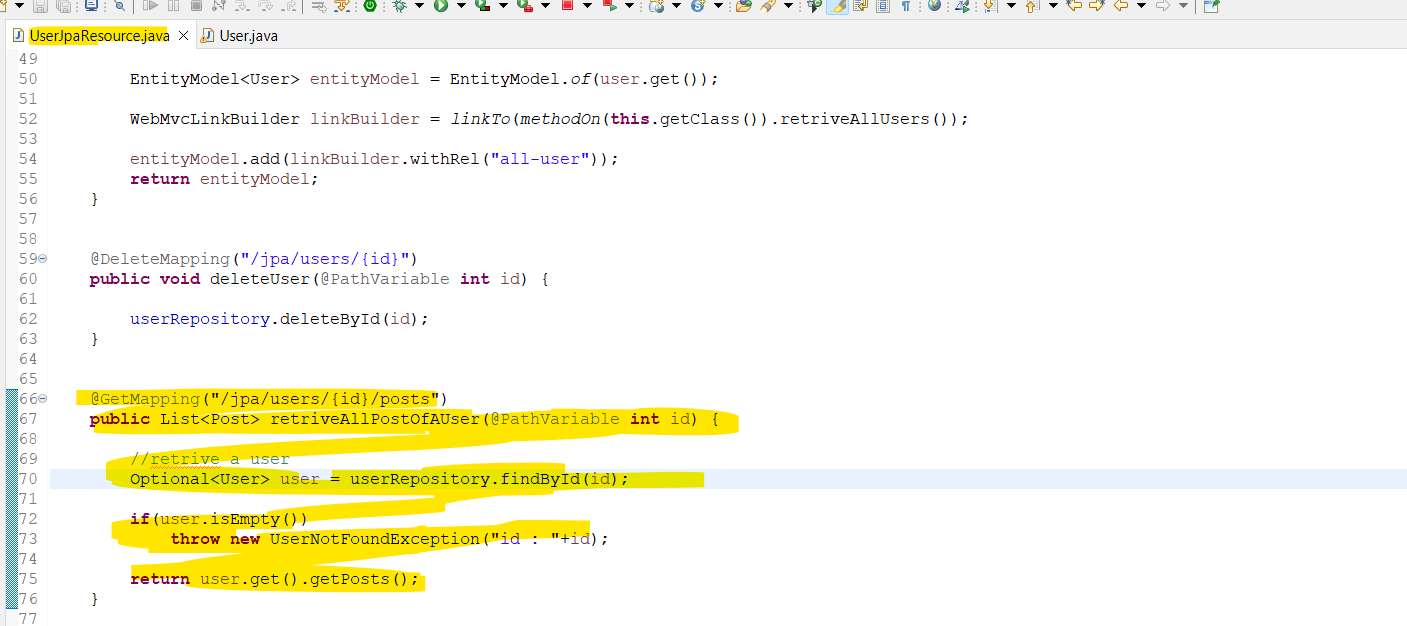 UserJpaResource.java
User.java
49
50 EntityModel<User> entityModel = EntityModel.of(user.get());
51
52 WebMvcLinkBuilder linkBuilder = linkTo(methodOn(this.getClass()).retriveAllUsers());
53
54 entityModel.add(linkBuilder.withRel("all-user"));
55 return entityModel;
56 }
57
58
59 @DeleteMapping("/jpa/users/{id}")
60 public void deleteUser(@PathVariable int id) {
61
62 userRepository.deleteById(id);
63 }
64
65
66 @GetMapping("/jpa/users/{id}/posts")
67 public List<Post> retriveAllPostOfAUser(@PathVariable int id) {
68
69 //retrive a user
70 Optional<User> user = userRepository.findById(id);
71
72 if(user.isEmpty())
73 throw new UserNotFoundException("id : "+id);
74
75 return user.get().getPosts();
76 }
77